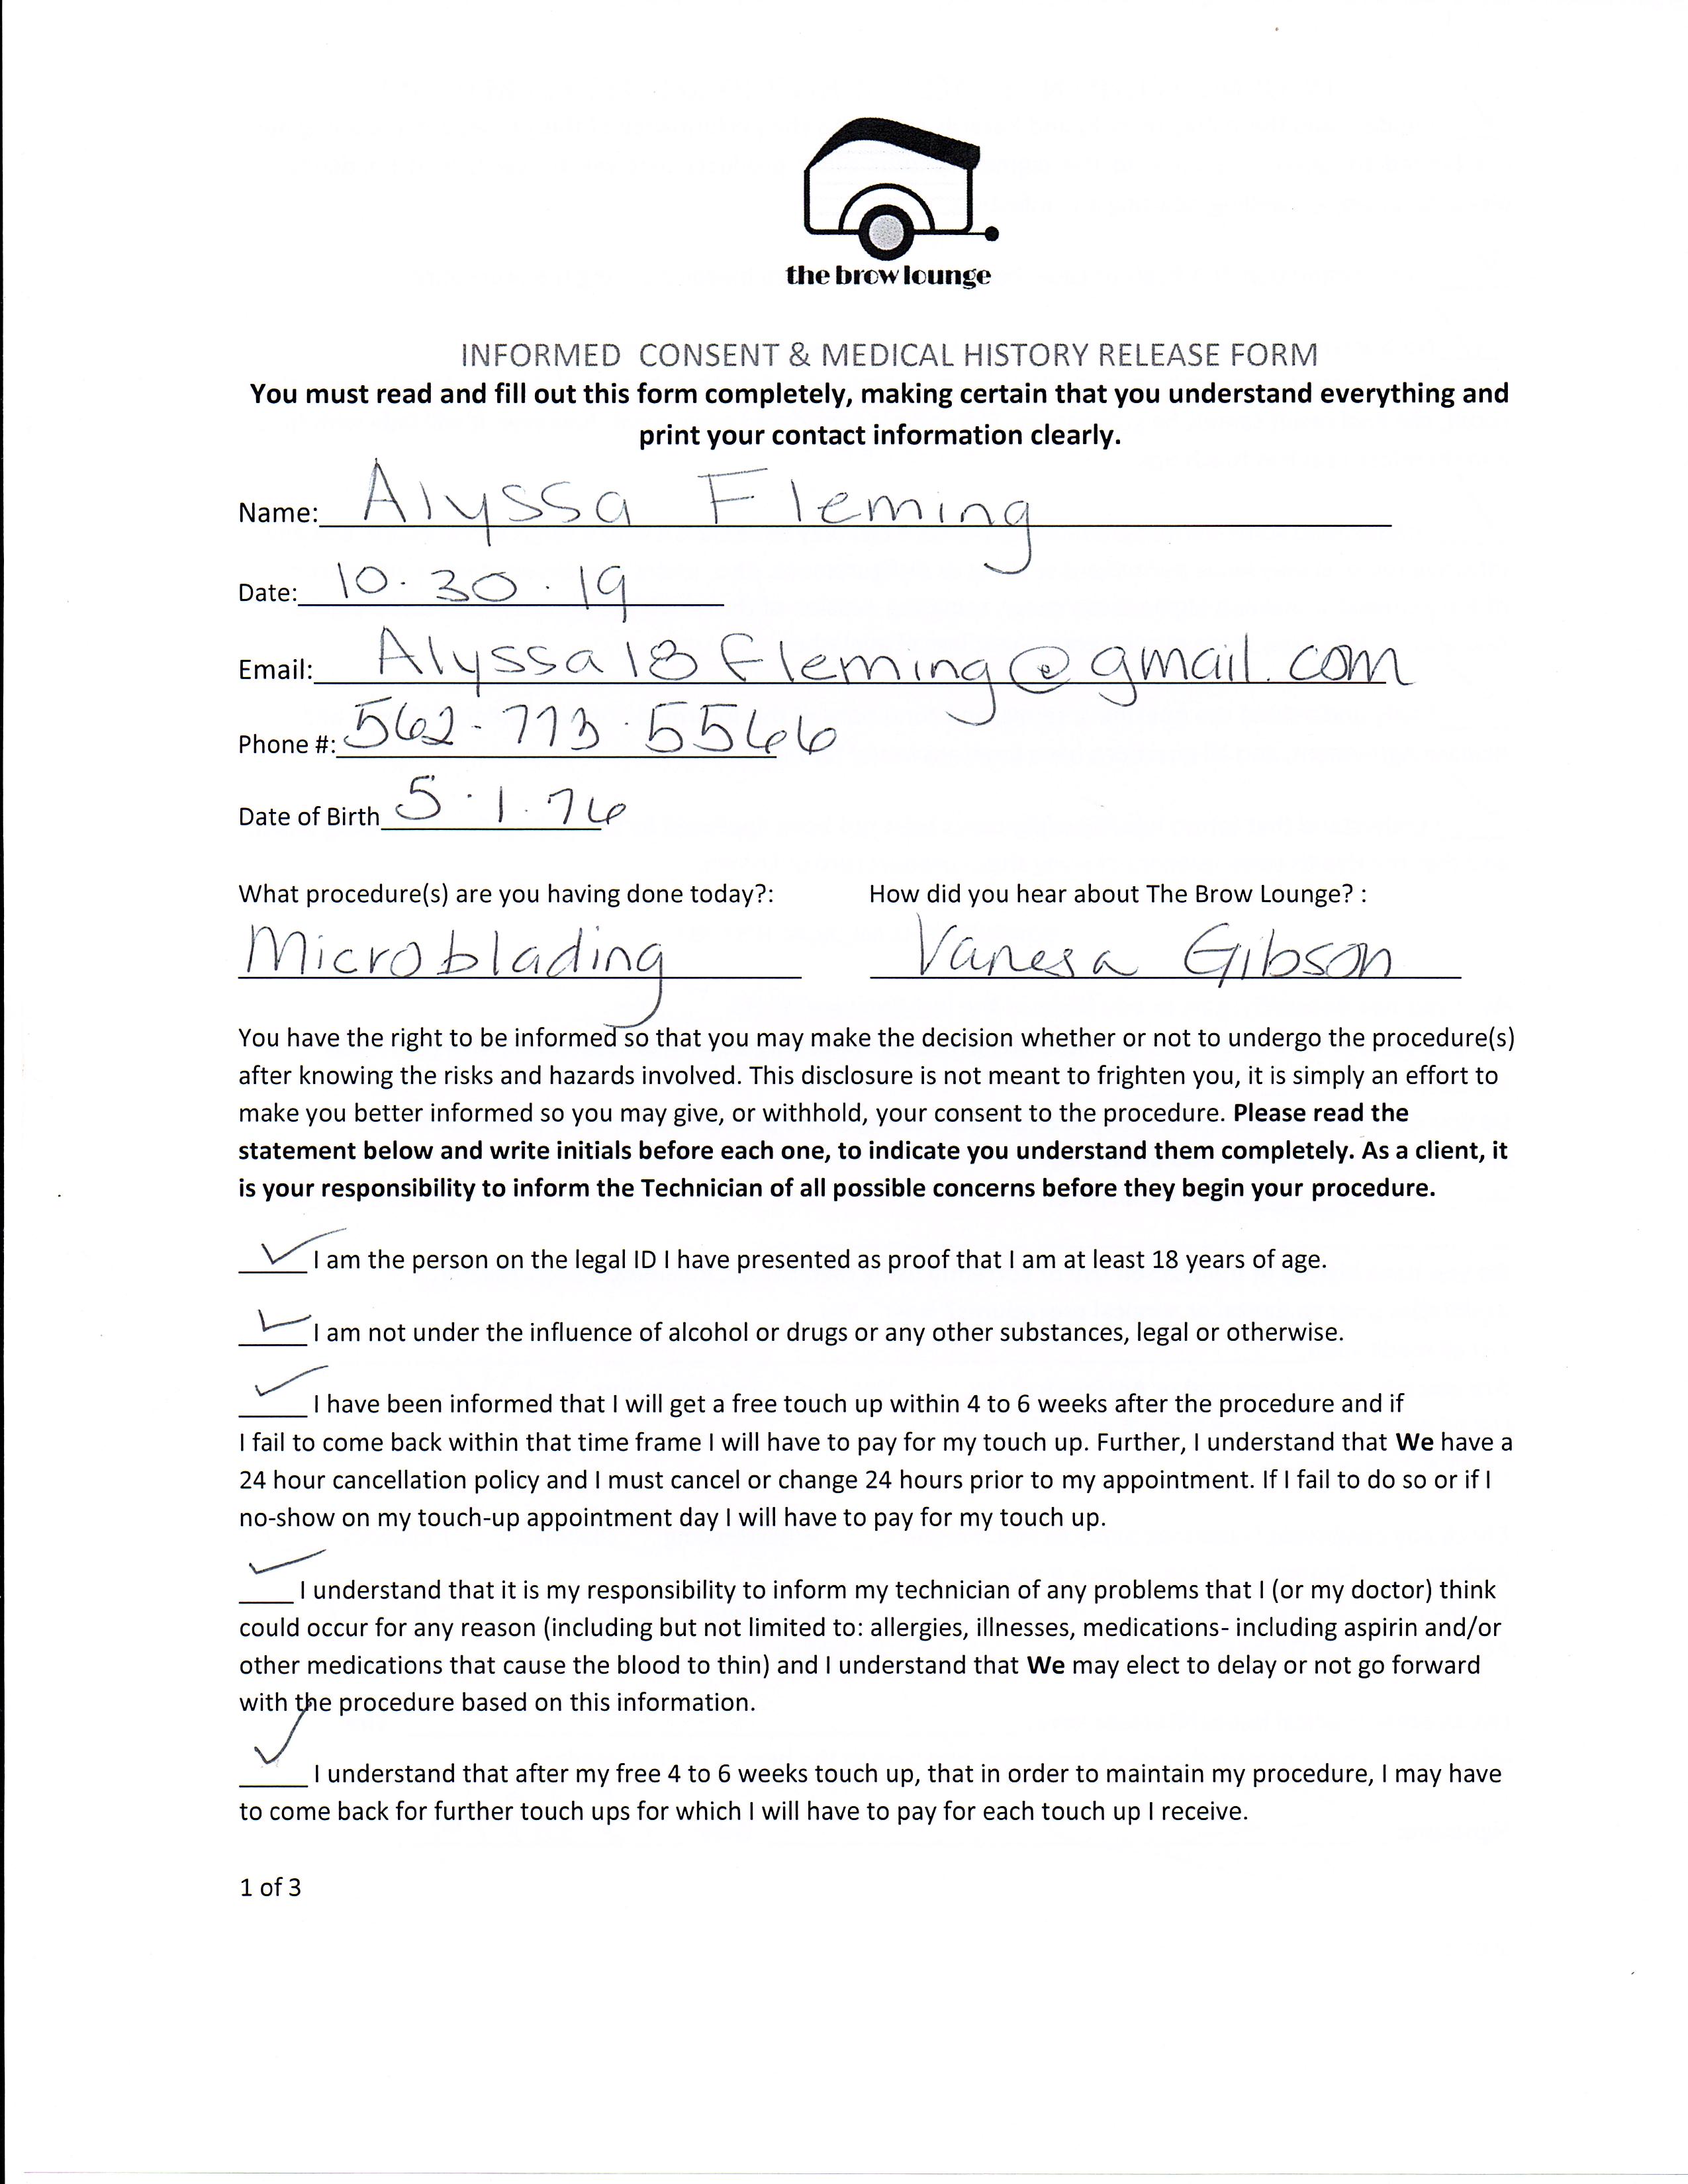 the brow lounge
INFORMED CONSENT & MEDICAL HISTORY RELEASE FORM
You must read and fill out this form completely, making certain that you understand everything and
print your contact information clearly.
Name: Alyssa Fleming
Date: 10.30.19
Email: Alyssa18fleming@gmail.com
Phone #: 562-773.5566
Date of Birth 5.1.76
What procedure(s) are you having done today?: How did you hear about The Brow Lounge? :
Microblading Vanesa Gibson
You have the right to be informed so that you may make the decision whether or not to undergo the procedure(s)
after knowing the risks and hazards involved. This disclosure is not meant to frighten you, it is simply an effort to
make you better informed so you may give, or withhold, your consent to the procedure. Please read the
statement below and write initials before each one, to indicate you understand them completely. As a client, it
is your responsibility to inform the Technician of all possible concerns before they begin your procedure.
I am the person on the legal ID I have presented as proof that I am at least 18 years of age.
I am not under the influence of alcohol or drugs or any other substances, legal or otherwise.
I have been informed that I will get a free touch up within 4 to 6 weeks after the procedure and if
I fail to come back within that time frame I will have to pay for my touch up. Further, I understand that We have a
24 hour cancellation policy and I must cancel or change 24 hours prior to my appointment. If I fail to do so or if I
no-show on my touch-up appointment day I will have to pay for my touch up.
I understand that it is my responsibility to inform my technician of any problems that I (or my doctor) think
could occur for any reason (including but not limited to: allergies, illnesses, medications- including aspirin and/or
other medications that cause the blood to thin) and I understand that We may elect to delay or not go forward
with the procedure based on this information.
I understand that after my free 4 to 6 weeks touch up, that in order to maintain my procedure, I may have
to come back for further touch ups for which I will have to pay for each touch up I receive.
1 of 3